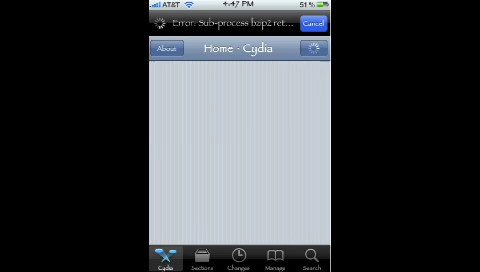 AT&T 4:47 PM 51%
Error: Sub-process bzip2 ret... Cancel
About Home - Cydia
Cydia Sections Changes Manage Search